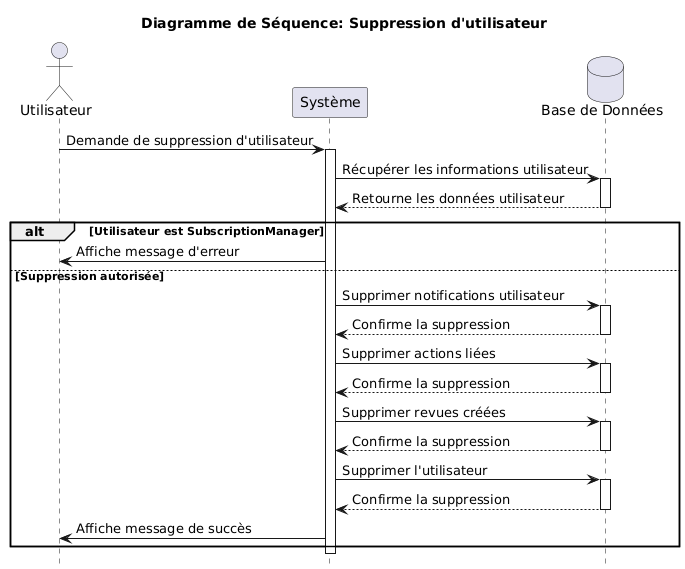 Diagramme de Séquence: Suppression d'utilisateur
Utilisateur
Système
Base de Données
Demande de suppression d'utilisateur
Récupérer les informations utilisateur
Retourne les données utilisateur
alt [Utilisateur est SubscriptionManager]
Affiche message d'erreur
[Suppression autorisée]
Supprimer notifications utilisateur
Confirme la suppression
Supprimer actions liées
Confirme la suppression
Supprimer revues créées
Confirme la suppression
Supprimer l'utilisateur
Confirme la suppression
Affiche message de succès